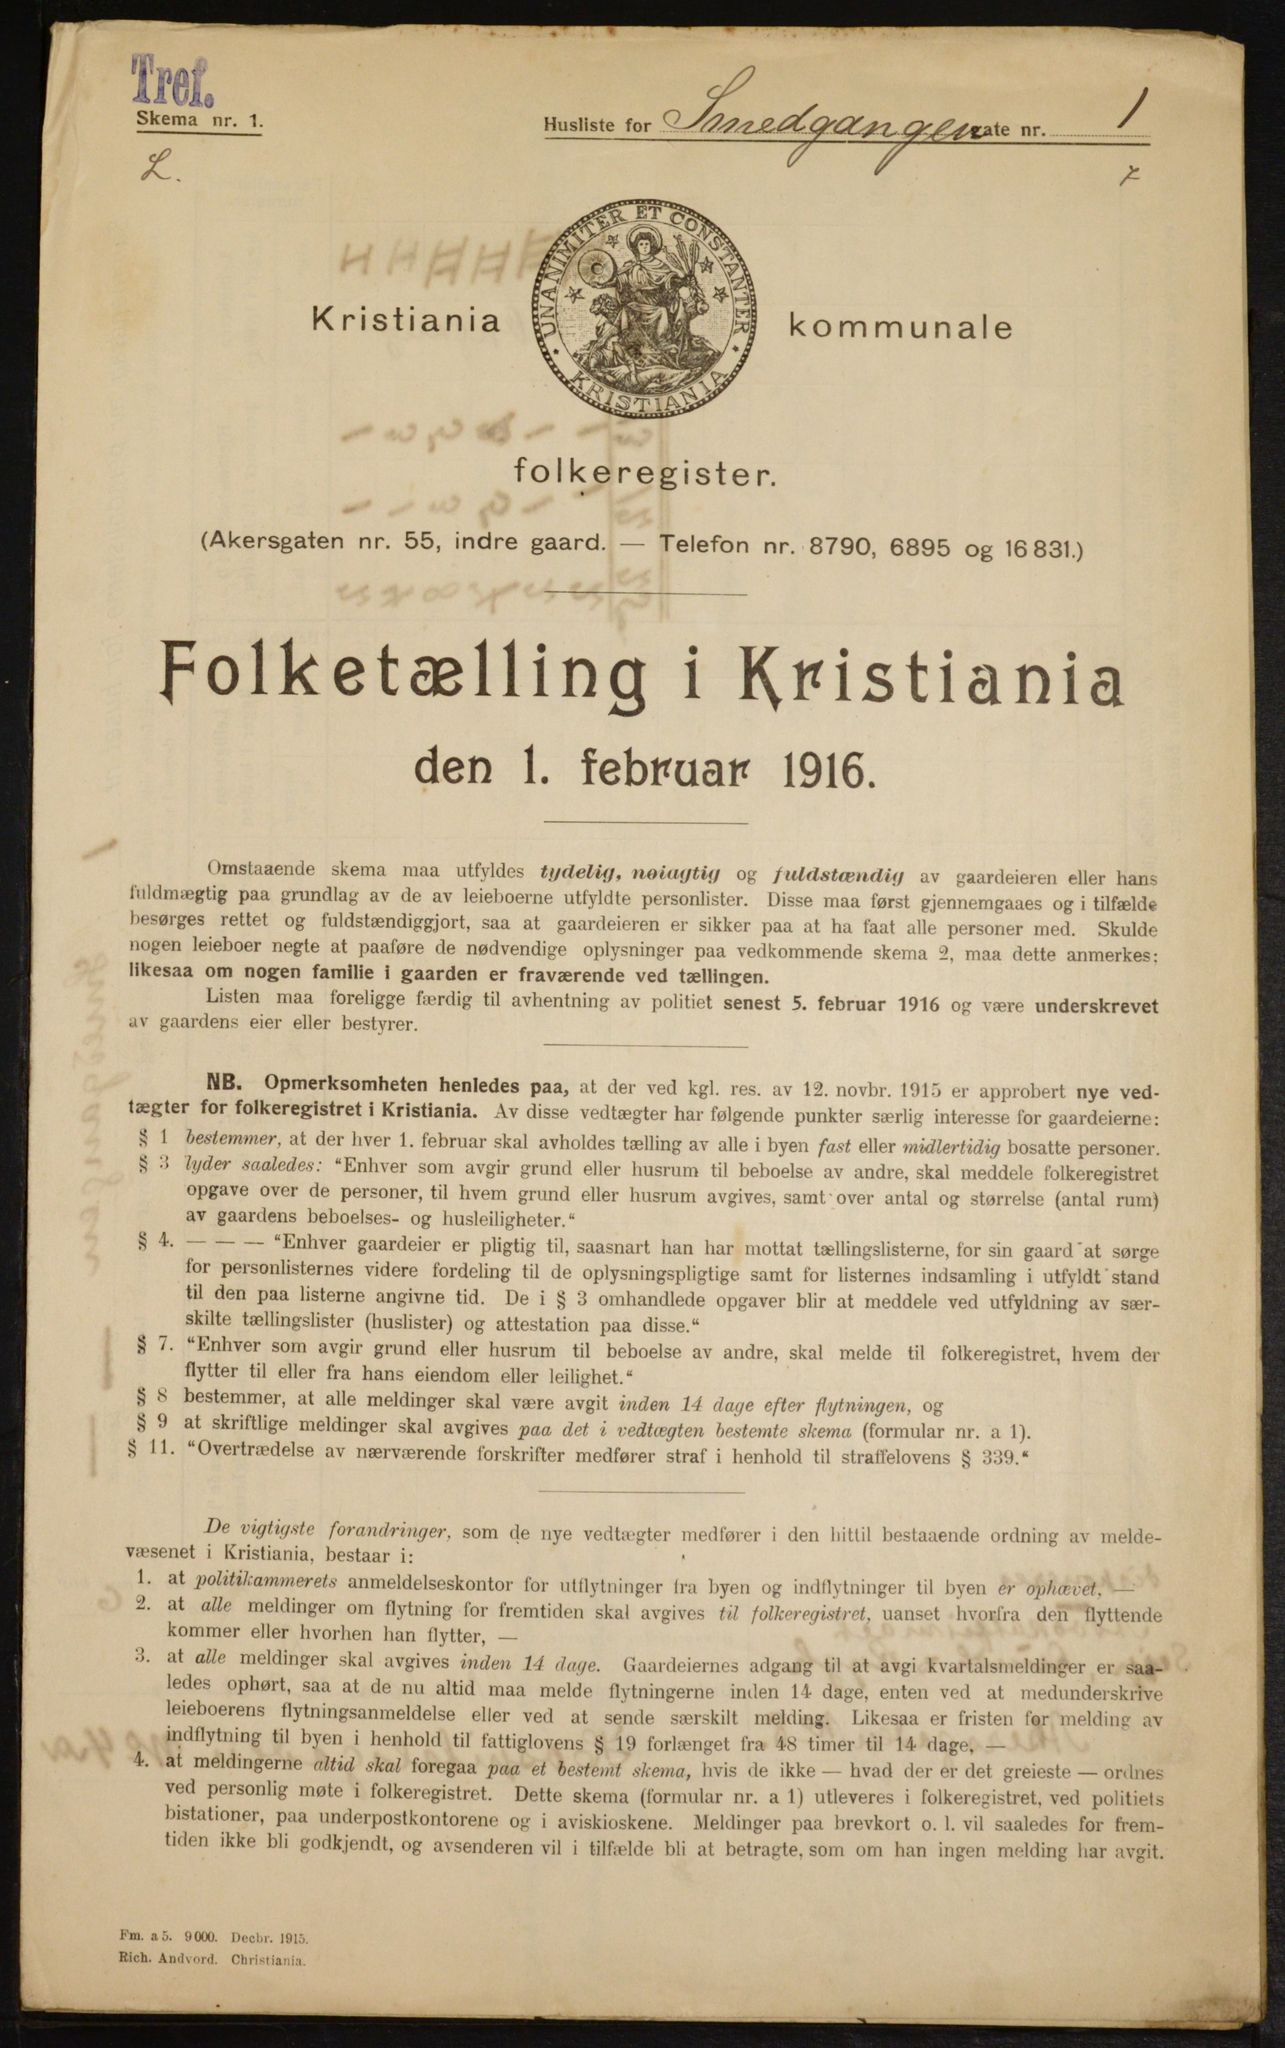 Tref.
Skema nr. 1.
Husliste for Smedgangen gate nr. 1
L.
7
UNANIMITER ET CONSTANTER
KRISTIANIA
Kristiania kommunale
folkeregister.
(Akersgaten nr. 55, indre gaard. — Telefon nr. 8790, 6895 og 16 831.)
Folketælling i Kristiania
den 1. februar 1916.
Omstaaende skema maa utfyldes tydelig, nøiagtig og fuldstændig av gaardeieren eller hans
fuldmægtig paa grundlag av de av leieboerne utfyldte personlister. Disse maa først gjennemgaaes og i tilfælde
besørges rettet og fuldstændiggjort, saa at gaardeieren er sikker paa at ha faat alle personer med. Skulde
nogen leieboer negte at paaføre de nødvendige oplysninger paa vedkommende skema 2, maa dette anmerkes;
likesaa om nogen familie i gaarden er fraværende ved tællingen.
Listen maa foreligge færdig til avhentning av politiet senest 5. februar 1916 og være underskrevet
av gaardens eier eller bestyrer.
NB. Opmerksomheten henledes paa, at der ved kgl. res. av 12. novbr. 1915 er approbert nye ved-
tægter for folkeregistret i Kristiania. Av disse vedtægter har følgende punkter særlig interesse for gaardeierne:
§ 1 bestemmer, at der hver 1. februar skal avholdes tælling av alle i byen fast eller midlertidig bosatte personer.
§ 3 lyder saaledes: “Enhver som avgir grund eller husrum til beboelse av andre, skal meddele folkeregistret
opgave over de personer, til hvem grund eller husrum avgives, samt over antal og størrelse (antal rum)
av gaardens beboelses- og husleiligheter.“
§ 4. — — — “Enhver gaardeier er pligtig til, saasnart han har mottat tællingslisterne, for sin gaard at sørge
for personlisternes videre fordeling til de oplysningspligtige samt for listernes indsamling i utfyldt stand
til den paa listerne angivne tid. De i § 3 omhandlede opgaver blir at meddele ved utfyldning av sær-
skilte tællingslister (huslister) og attestation paa disse.“
§ 7. “Enhver som avgir grund eller husrum til beboelse av andre, skal melde til folkeregistret, hvem der
flytter til eller fra hans eiendom eller leilighet.“
§ 8 bestemmer, at alle meldinger skal være avgit inden 14 dage efter flytningen, og
§ 9 at skriftlige meldinger skal avgives paa det i vedtægten bestemte skema (formular nr. a 1).
§ 11. “Overtrædelse av nærværende forskrifter medfører straf i henhold til straffelovens § 339.“
De vigtigste forandringer, som de nye vedtægter medfører i den hittil bestaaende ordning av melde-
væsenet i Kristiania, bestaar i:
1. at politikammerets anmeldelseskontor for utflytninger fra byen og indflytninger til byen er ophævet, —
2. at alle meldinger om flytning for fremtiden skal avgives til folkeregistret, uanset hvorfra den flyttende
kommer eller hvorhen han flytter, —
3. at alle meldinger skal avgives inden 14 dage. Gaardeiernes adgang til at avgi kvartalsmeldinger er saa-
ledes ophørt, saa at de nu altid maa melde flytningerne inden 14 dage, enten ved at medunderskrive
leieboerens flytningsanmeldelse eller ved at sende særskilt melding. Likesaa er fristen for melding av
indflytning til byen i henhold til fattiglovens § 19 forlænget fra 48 timer til 14 dage, —
4. at meldingerne altid skal foregaa paa et bestemt skema, hvis de ikke — hvad der er det greieste — ordnes
ved personlig møte i folkeregistret. Dette skema (formular nr. a 1) utleveres i folkeregistret, ved politiets
bistationer, paa underpostkontorene og i aviskioskene. Meldinger paa brevkort o. l. vil saaledes for frem-
tiden ikke bli godkjendt, og avsenderen vil i tilfælde bli at betragte, som om han ingen melding har avgit.
Fm. a 5. 9 000. Decbr. 1915.
Rich. Andvord. Christiania.